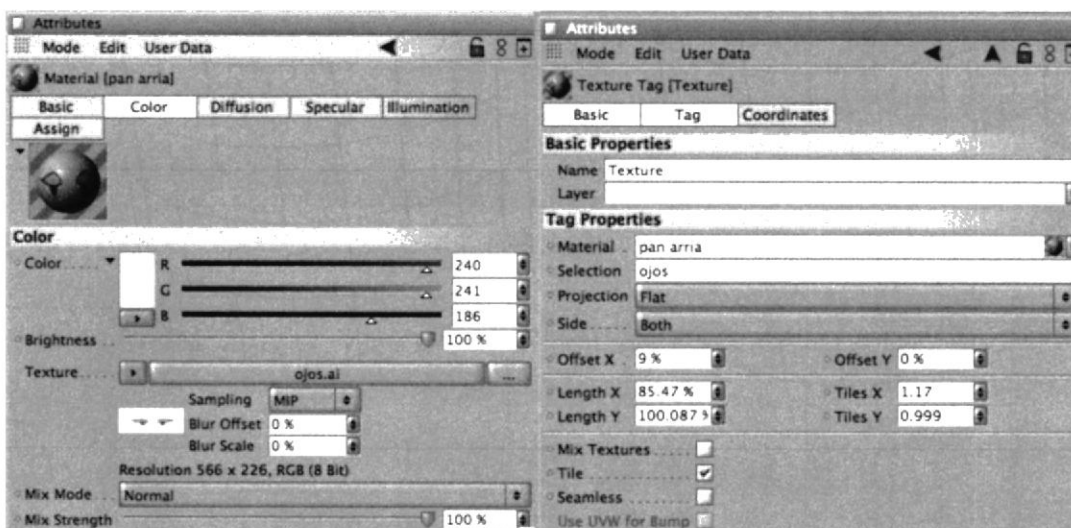 Attributes
Mode Edit User Data
Material [pan arria]
Basic Color Diffusion Specular Illumination
Assign
Color
Color R 240
G 241
B 186
Brightness 100 %
Texture ojos.ai ...
Sampling MIP
Blur Offset 0 %
Blur Scale 0 %
Resolution 566 x 226, RGB (8 Bit)
Mix Mode Normal
Mix Strength 100 %
Attributes
Mode Edit User Data
Texture Tag [Texture]
Basic Tag Coordinates
Basic Properties
Name Texture
Layer
Tag Properties
Material pan arria
Selection ojos
Projection Flat
Side Both
Offset X 9 % Offset Y 0 %
Length X 85.47 % Tiles X 1.17
Length Y 100.087 % Tiles Y 0.999
Mix Textures
Tile
Seamless
Use UVW for Bump